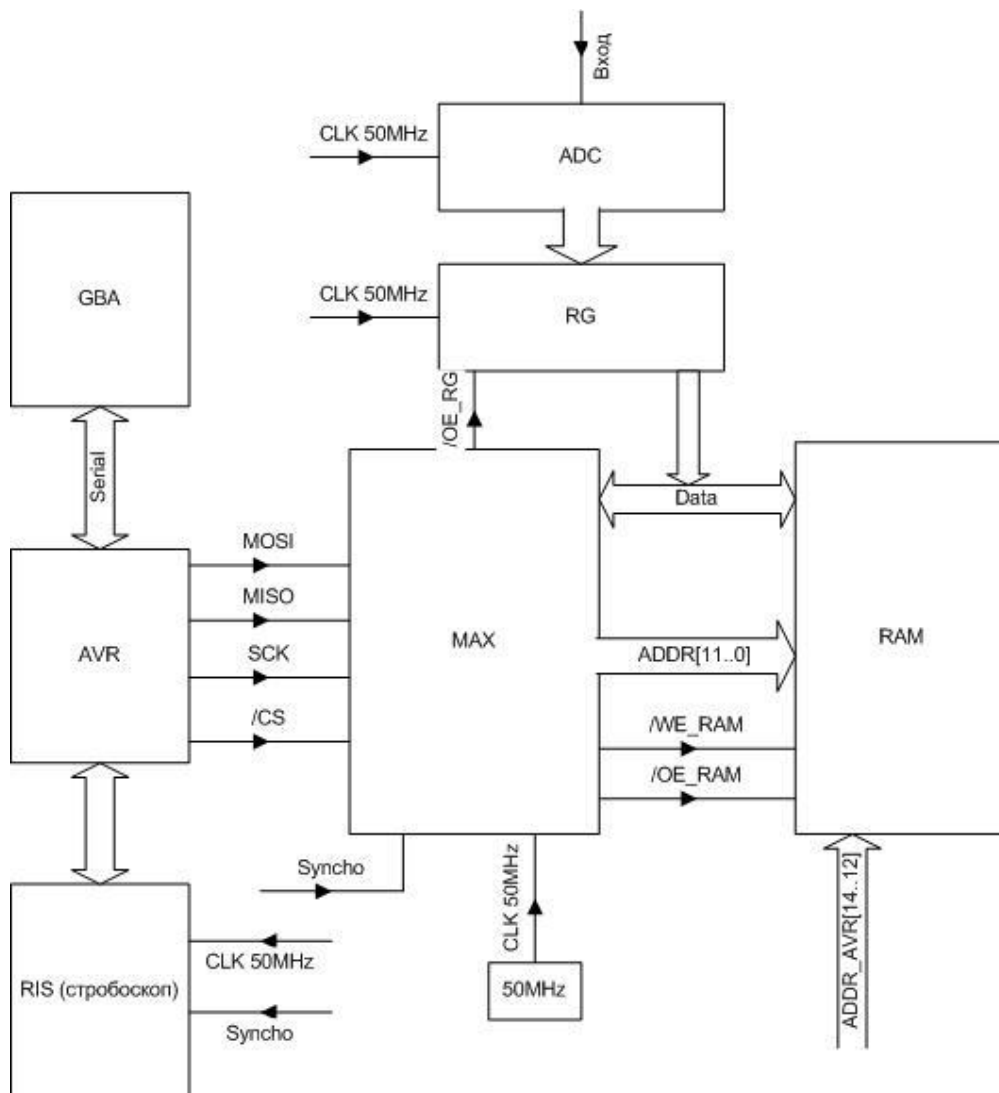 Вход
CLK 50MHz
ADC
GBA
CLK 50MHz
RG
/OE_RG
Serial
Data
MOSI
MISO
SCK
/CS
AVR
MAX
ADDR[11..0]
RAM
/WE_RAM
/OE_RAM
Syncho
CLK 50MHz
ADDR_AVR[14..12]
CLK 50MHz
RIS (стробоскоп)
50MHz
Syncho